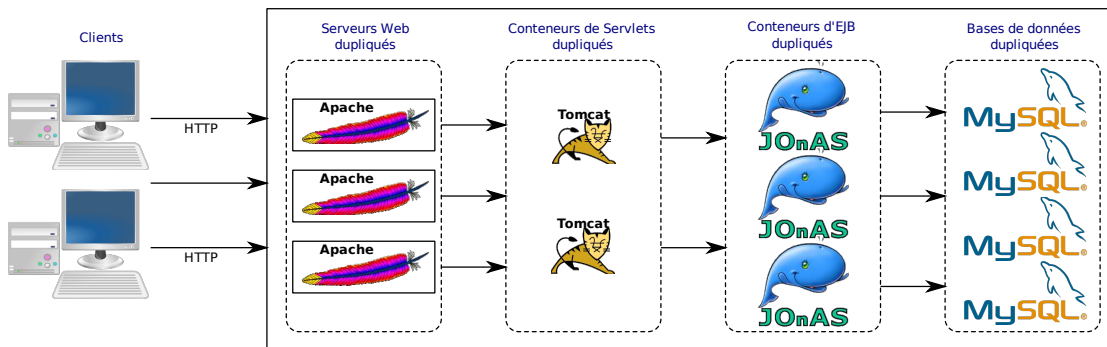 Clients
Serveurs Web
dupliqués
Conteneurs de Servlets
dupliqués
Conteneurs d'EJB
dupliqués
Bases de données
dupliquées
HTTP
HTTP
Apache
Apache
Apache
Tomcat
Tomcat
JOnAS
JOnAS
JOnAS
MySQL®
MySQL®
MySQL®
MySQL®